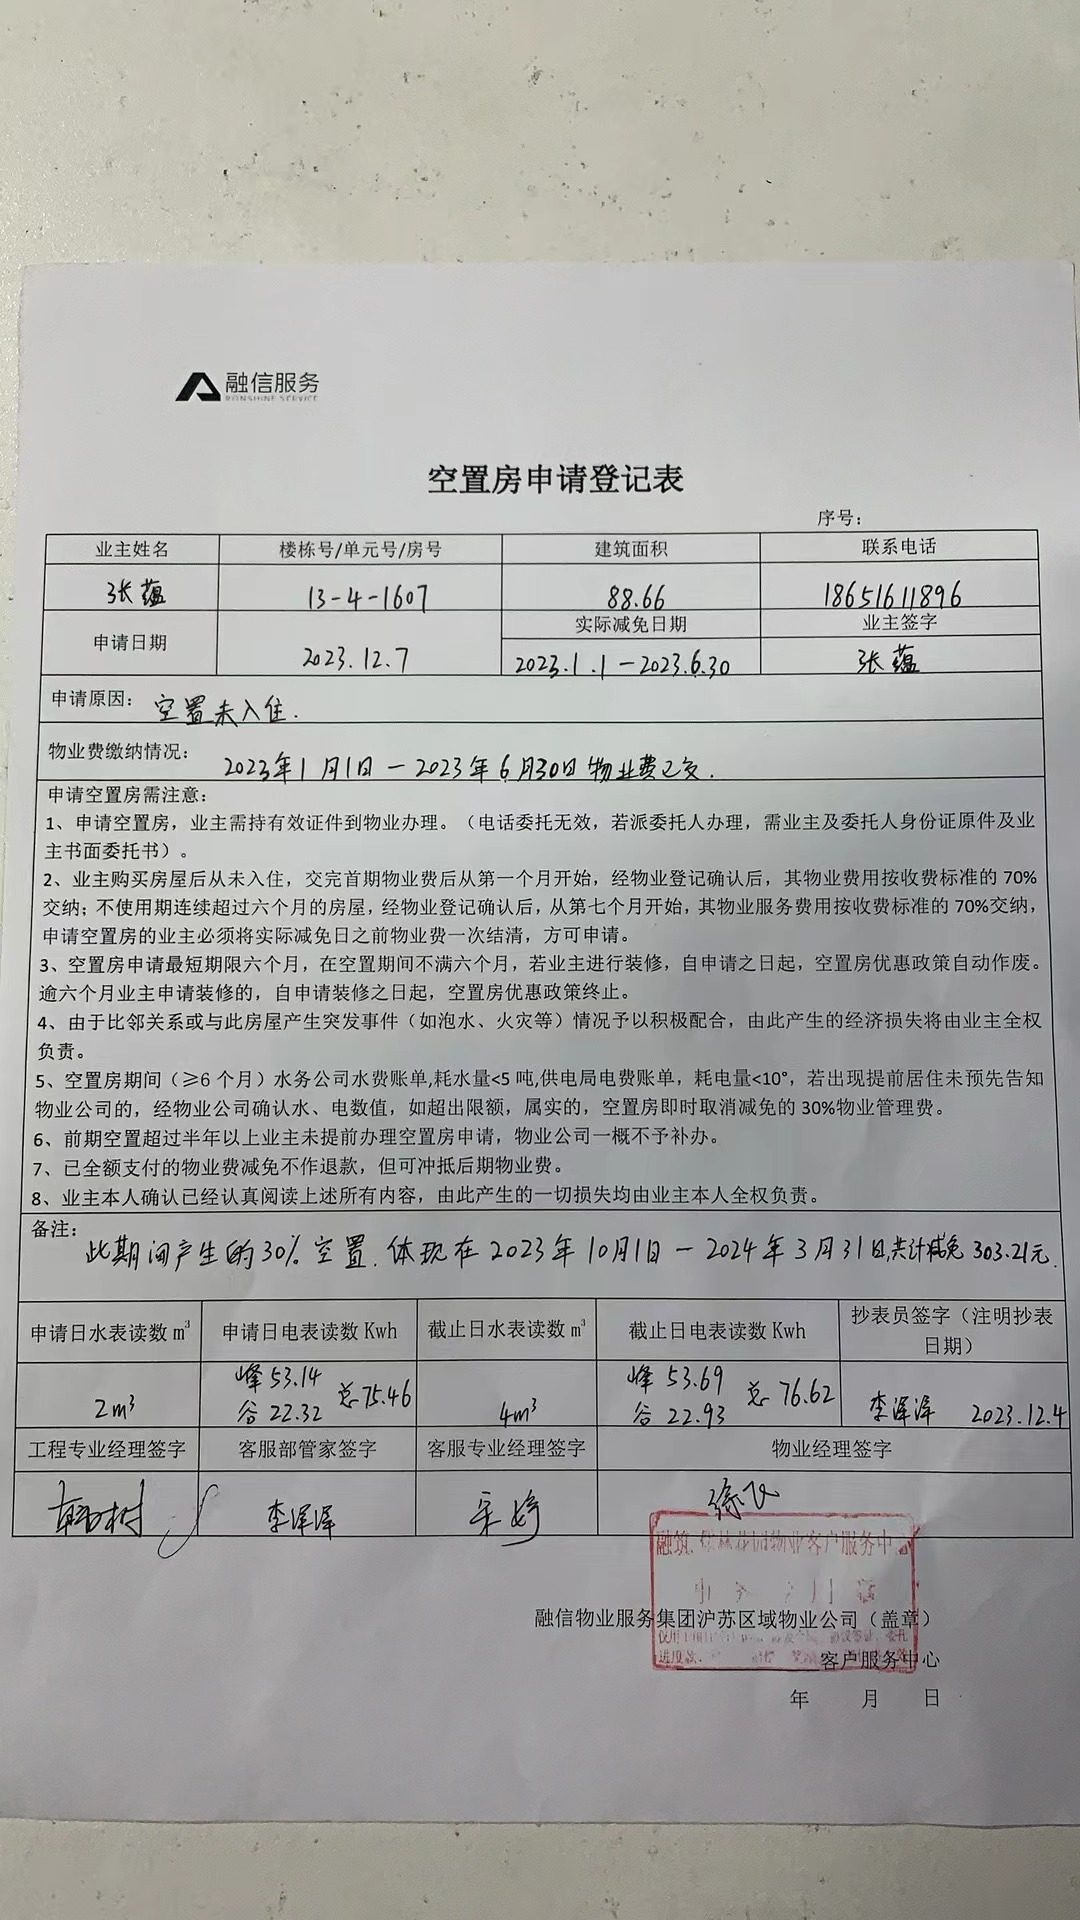 融信服务
RONSHINE SERVICE
空置房申请登记表
序号：
业主姓名 楼栋号/单元号/房号 建筑面积 联系电话
张蕴 13-4-1607 88.66 18651611896
申请日期 2023.12.7 实际减免日期 业主签字
2023.1.1－2023.6.30 张蕴
申请原因： 空置未入住.
物业费缴纳情况： 2023年1月1日－2023年6月30日物业费已交.
申请空置房需注意：
1、申请空置房，业主需持有效证件到物业办理。（电话委托无效，若派委托人办理，需业主及委托人身份证原件及业
主书面委托书）。
2、业主购买房屋后从未入住，交完首期物业费后从第一个月开始，经物业登记确认后，其物业费用按收费标准的70%
交纳；不使用期连续超过六个月的房屋，经物业登记确认后，从第七个月开始，其物业服务费用按收费标准的70%交纳，
申请空置房的业主必须将实际减免日之前物业费一次结清，方可申请。
3、空置房申请最短期限六个月，在空置期间不满六个月，若业主进行装修，自申请之日起，空置房优惠政策自动作废。
逾六个月业主申请装修的，自申请装修之日起，空置房优惠政策终止。
4、由于比邻关系或与此房屋产生突发事件（如泡水、火灾等）情况予以积极配合，由此产生的经济损失将由业主全权
负责。
5、空置房期间（≥6个月）水务公司水费账单,耗水量<5吨,供电局电费账单，耗电量<10°，若出现提前居住未预先告知
物业公司的，经物业公司确认水、电数值，如超出限额，属实的，空置房即时取消减免的30%物业管理费。
6、前期空置超过半年以上业主未提前办理空置房申请，物业公司一概不予补办。
7、已全额支付的物业费减免不作退款，但可冲抵后期物业费。
8、业主本人确认已经认真阅读上述所有内容，由此产生的一切损失均由业主本人全权负责。
备注：
此期间产生的30%空置.体现在2023年10月1日－2024年3月31日,共计减免303.21元.
申请日水表读数m³ 申请日电表读数Kwh 截止日水表读数m³ 截止日电表读数Kwh 抄表员签字（注明抄表
日期）
2m³ 峰53.14 谷22.32 总75.46 4m³ 峰53.69 谷22.93 总76.62 李泽泽 2023.12.4
工程专业经理签字 客服部管家签字 客服专业经理签字 物业经理签字
李泽泽
物业客户服务中
融信物业服务集团沪苏区域物业公司（盖章）
客户服务中心
年 月 日